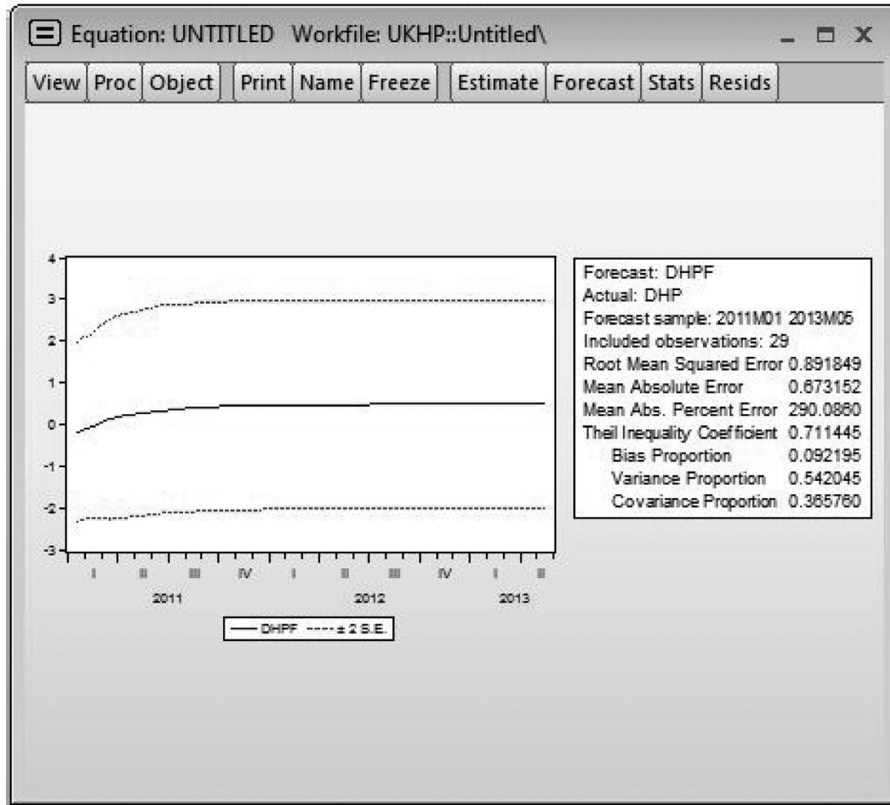 Equation: UNTITLED Workfile: UKHP::Untitled\
View Proc Object Print Name Freeze Estimate Forecast Stats Resids
4
3
2
1
0
-1
-2
-3
I II III IV I II III IV I II
2011 2012 2013
DHPF ± 2 S.E.
Forecast: DHPF
Actual: DHP
Forecast sample: 2011M01 2013M05
Included observations: 29
Root Mean Squared Error 0.891849
Mean Absolute Error 0.673152
Mean Abs. Percent Error 290.0860
Theil Inequality Coefficient 0.711445
Bias Proportion 0.092195
Variance Proportion 0.542045
Covariance Proportion 0.365760